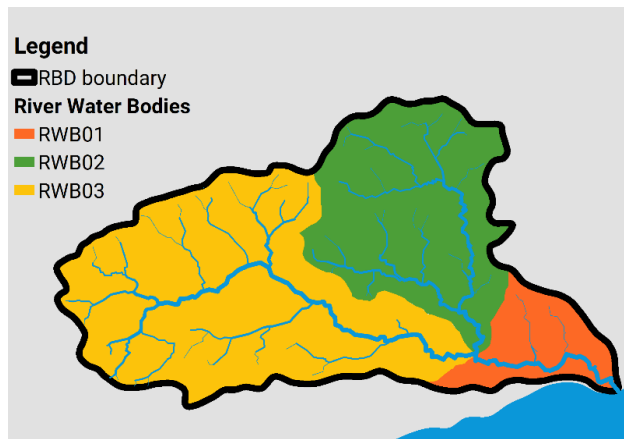 Legend
RBD boundary
River Water Bodies
RWB01
RWB02
RWB03